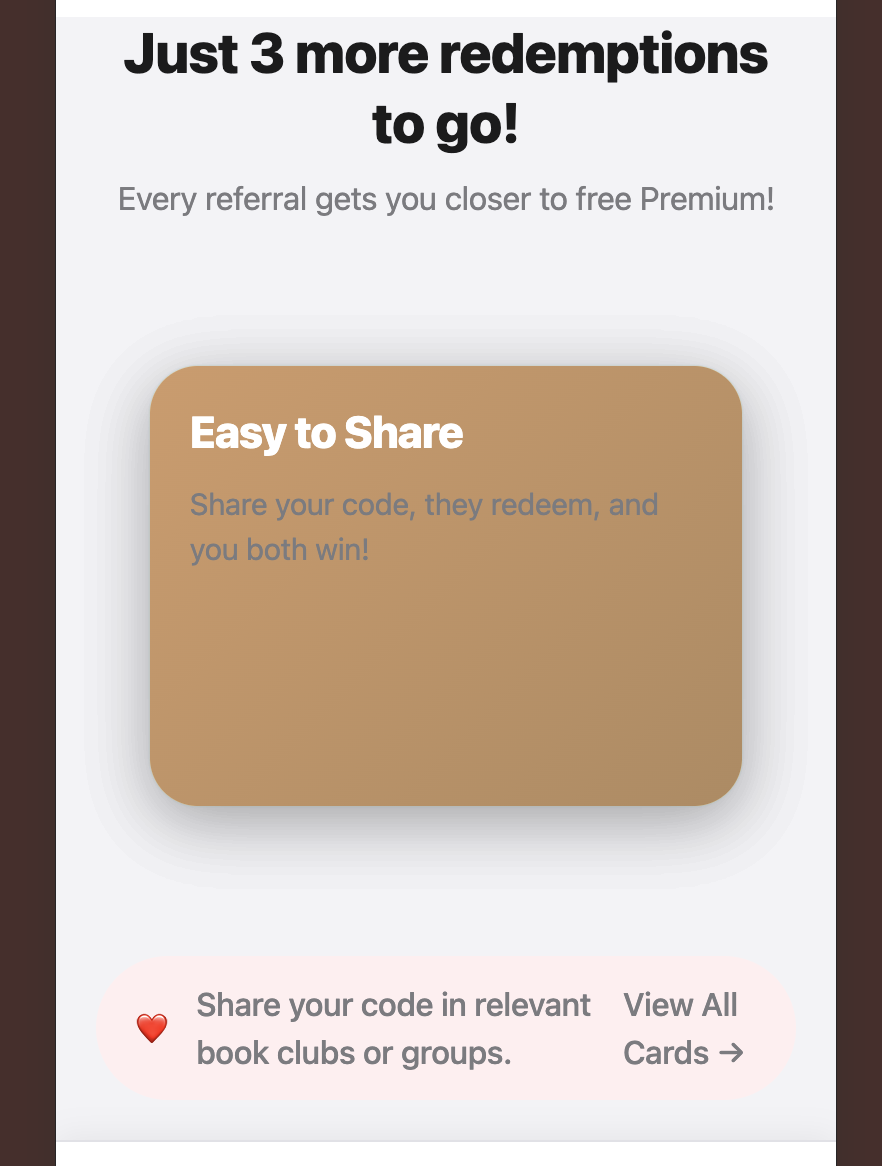 Just 3 more redemptions
to go!
Every referral gets you closer to free Premium!
Easy to Share
Share your code, they redeem, and
you both win!
Share your code in relevant
book clubs or groups.
View All
Cards →